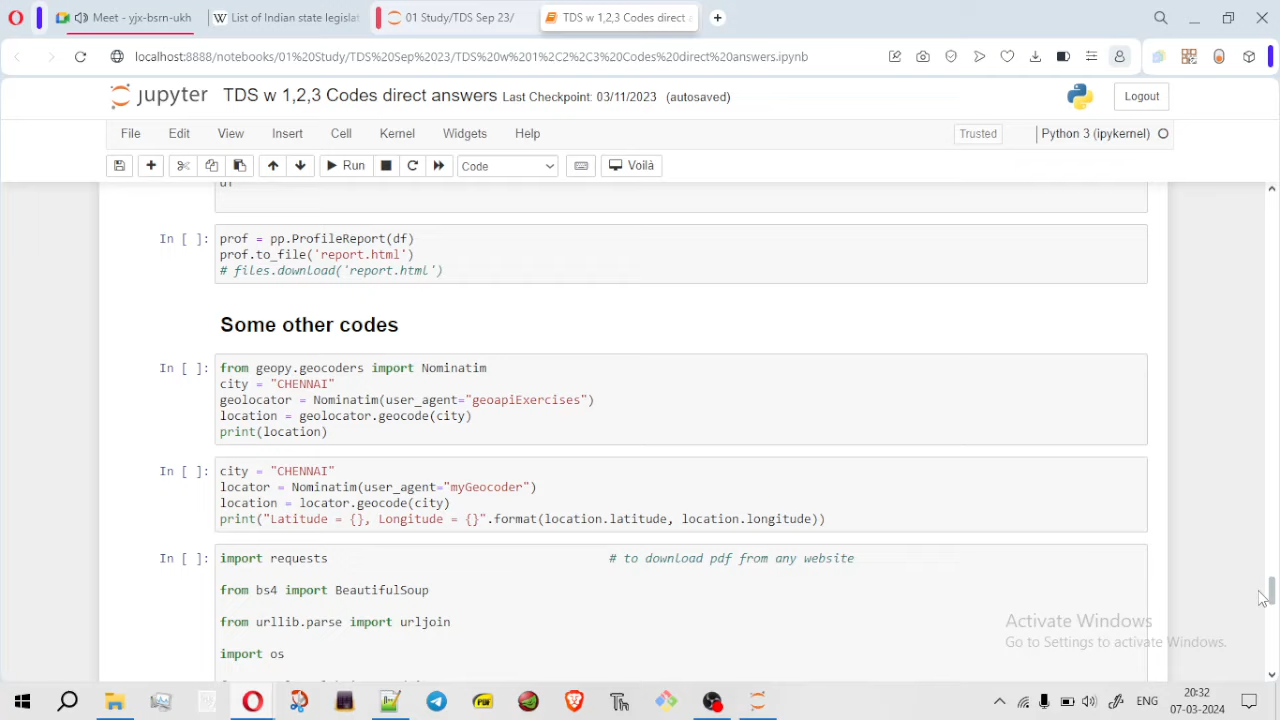 Meet - yjx-bsrn-ukh
List of Indian state legislat
01 Study/TDS Sep 23/
TDS w 1,2,3 Codes direct a
localhost:8888/notebooks/01%20Study/TDS%20Sep%2023/TDS%20w%201%2C2%2C3%20Codes%20direct%20answers.ipynb
jupyter TDS w 1,2,3 Codes direct answers Last Checkpoint: 03/11/2023 (autosaved)
Logout
File Edit View Insert Cell Kernel Widgets Help
Trusted
Python 3 (ipykernel)
Run
Code
Voilà
df
In [ ]: prof = pp.ProfileReport(df)
prof.to_file('report.html')
# files.download('report.html')
Some other codes
In [ ]: from geopy.geocoders import Nominatim
city = "CHENNAI"
geolocator = Nominatim(user_agent="geoapiExercises")
location = geolocator.geocode(city)
print(location)
In [ ]: city = "CHENNAI"
locator = Nominatim(user_agent="myGeocoder")
location = locator.geocode(city)
print("Latitude = {}, Longitude = {}".format(location.latitude, location.longitude))
In [ ]: import requests # to download pdf from any website
from bs4 import BeautifulSoup
from urllib.parse import urljoin
import os
Activate Windows
Go to Settings to activate Windows.
ENG
20:32
07-03-2024